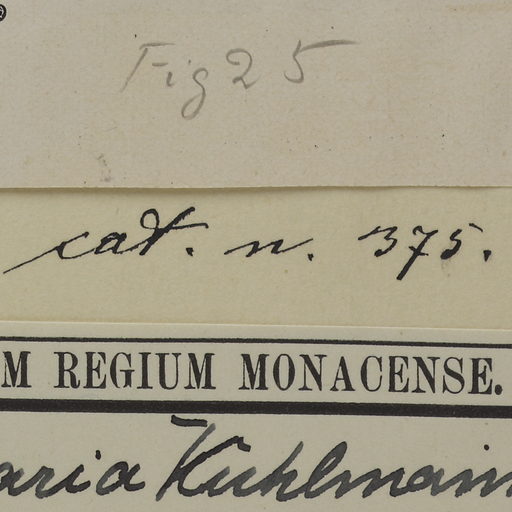 Fig 25
cat. n. 375.
M REGIUM MONACENSE.
aria Kuhlmann